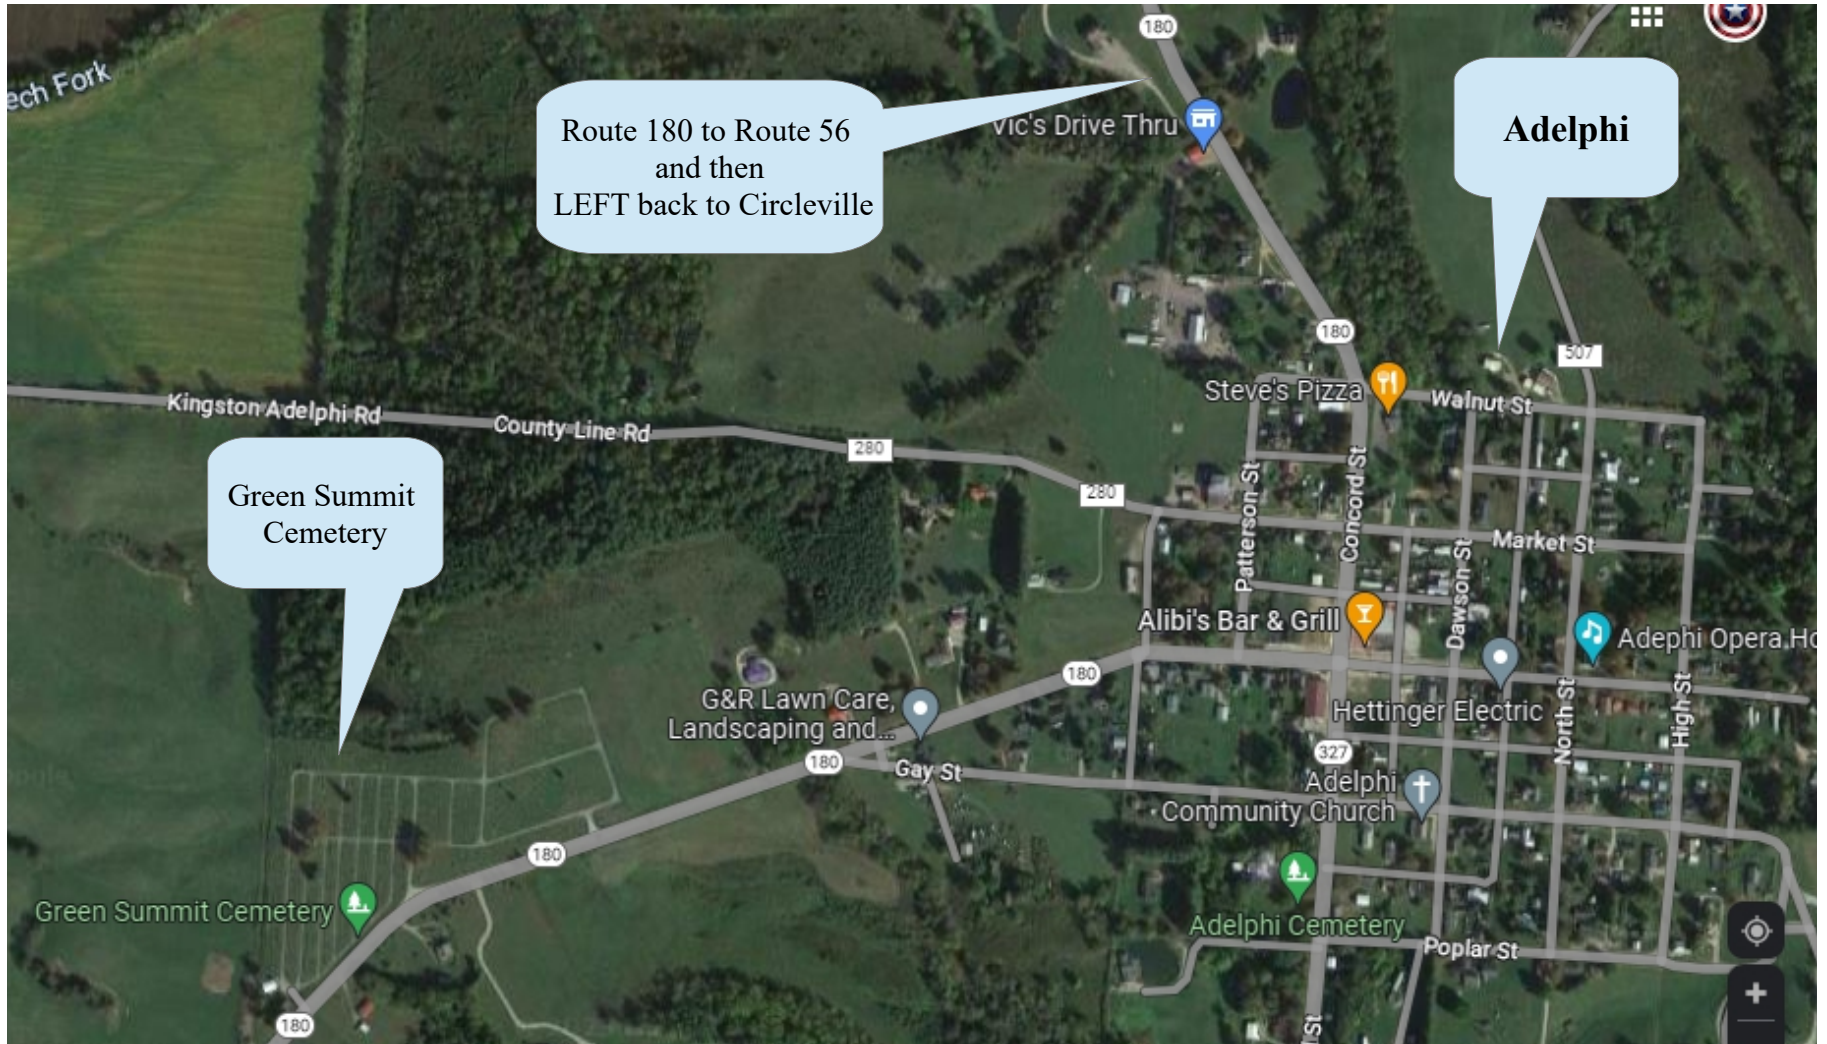 180
ech Fork
Route 180 to Route 56
and then
LEFT back to Circleville
Vic's Drive Thru
Adelphi
180
507
Steve's Pizza
Walnut St
Kingston Adelphi Rd
County Line Rd
280
280
Green Summit
Cemetery
Patterson St
Concord St
Market St
Dawson St
Alibi's Bar & Grill
Adephi Opera Ho
180
G&R Lawn Care,
Landscaping and...
Hettinger Electric
North St
High St
180
Gay St
327
Adelphi
Community Church
180
Green Summit Cemetery
Adelphi Cemetery
Poplar St
180
St